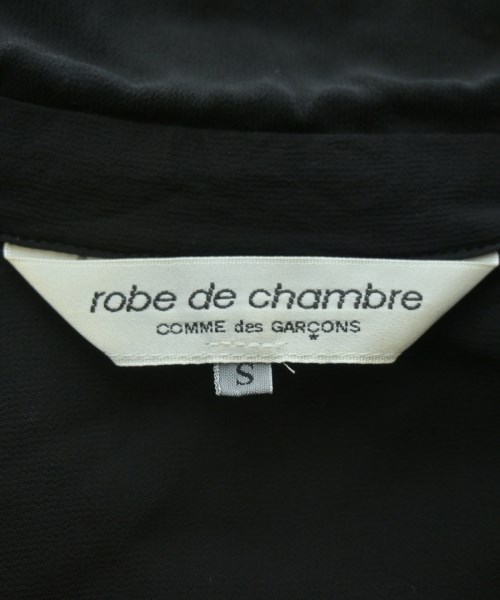 robe de chambre
COMME des GARÇONS
*
S